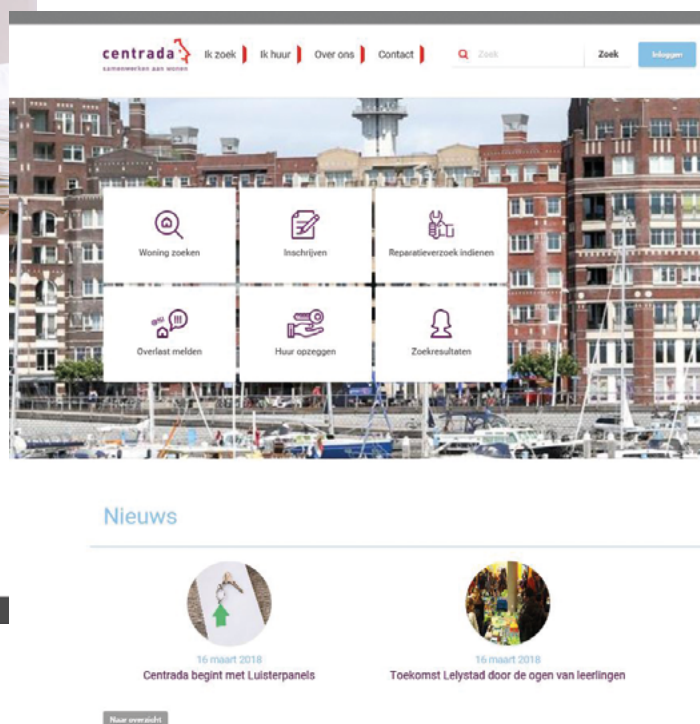 centrada
samenwerken aan wonen
Ik zoek
Ik huur
Over ons
Contact
Zoek
Zoek
Inloggen
Woning zoeken
Inschrijven
Reparatieverzoek indienen
Overlast melden
Huur opzeggen
Zoekresultaten
Nieuws
16 maart 2018
Centrada begint met Luisterpanels
16 maart 2018
Toekomst Lelystad door de ogen van leerlingen
Naar overzicht